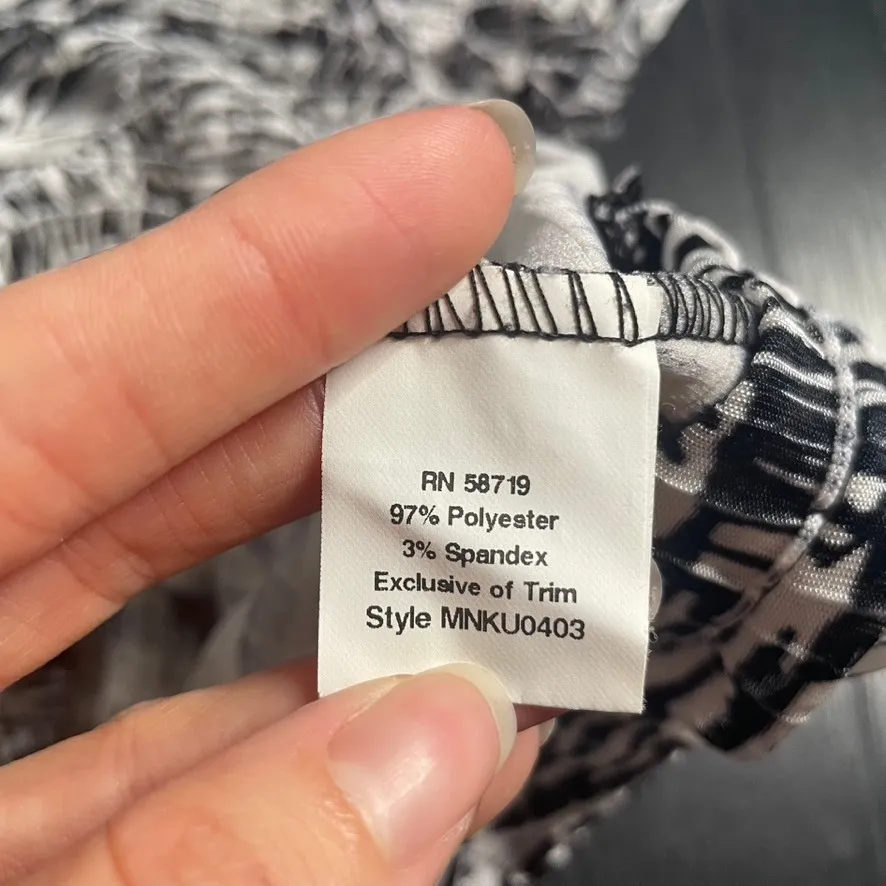 RN 58719
97% Polyester
3% Spandex
Exclusive of Trim
Style MNKU0403